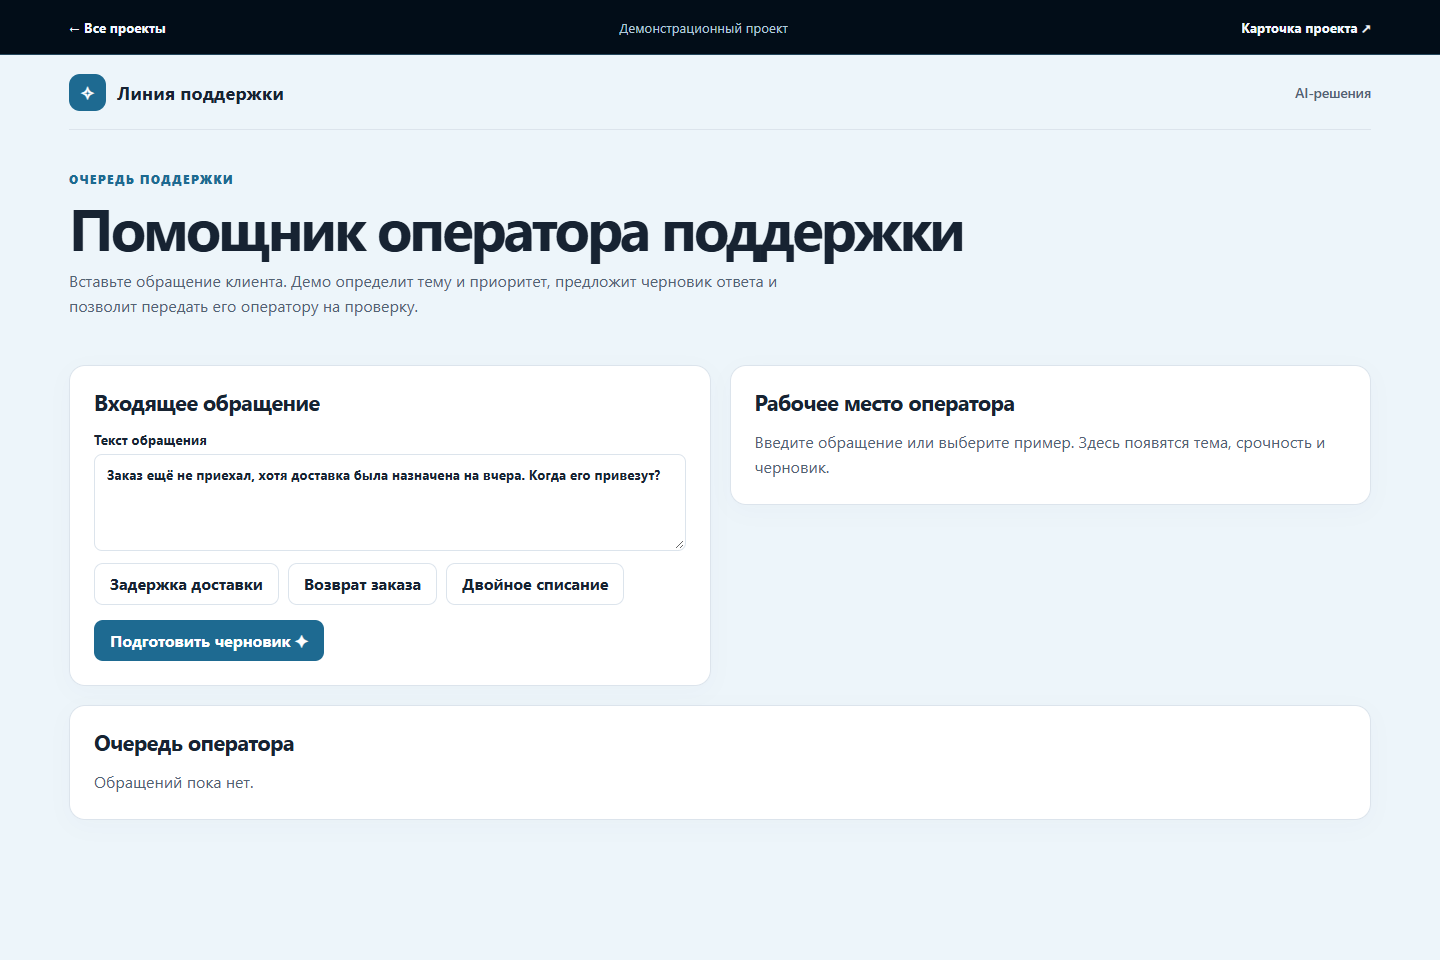 ← Все проекты
Демонстрационный проект
Карточка проекта ↗
✧ Линия поддержки
AI-решения
ОЧЕРЕДЬ ПОДДЕРЖКИ
Помощник оператора поддержки
Вставьте обращение клиента. Демо определит тему и приоритет, предложит черновик ответа и
позволит передать его оператору на проверку.
Входящее обращение
Текст обращения
Заказ ещё не приехал, хотя доставка была назначена на вчера. Когда его привезут?
Задержка доставки
Возврат заказа
Двойное списание
Подготовить черновик ✦
Рабочее место оператора
Введите обращение или выберите пример. Здесь появятся тема, срочность и
черновик.
Очередь оператора
Обращений пока нет.